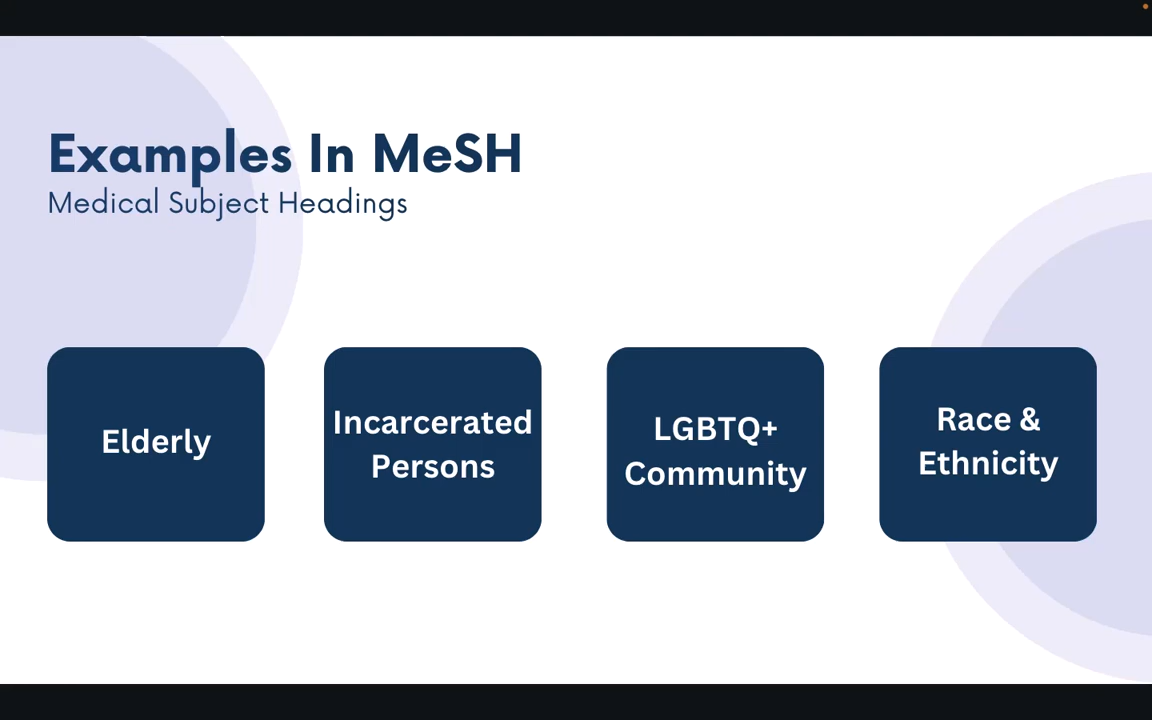 Examples In MeSH
Medical Subject Headings
Elderly
Incarcerated
Persons
LGBTQ+
Community
Race &
Ethnicity